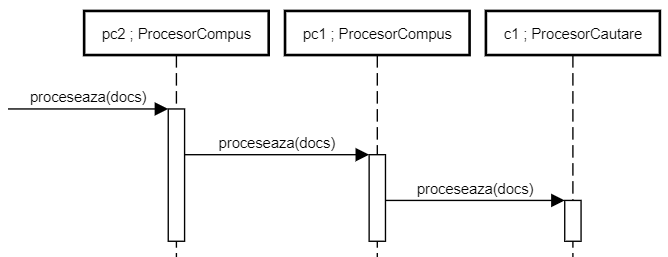 pc2 ; ProcesorCompus
pc1 ; ProcesorCompus
c1 ; ProcesorCautare
proceseaza(docs)
proceseaza(docs)
proceseaza(docs)